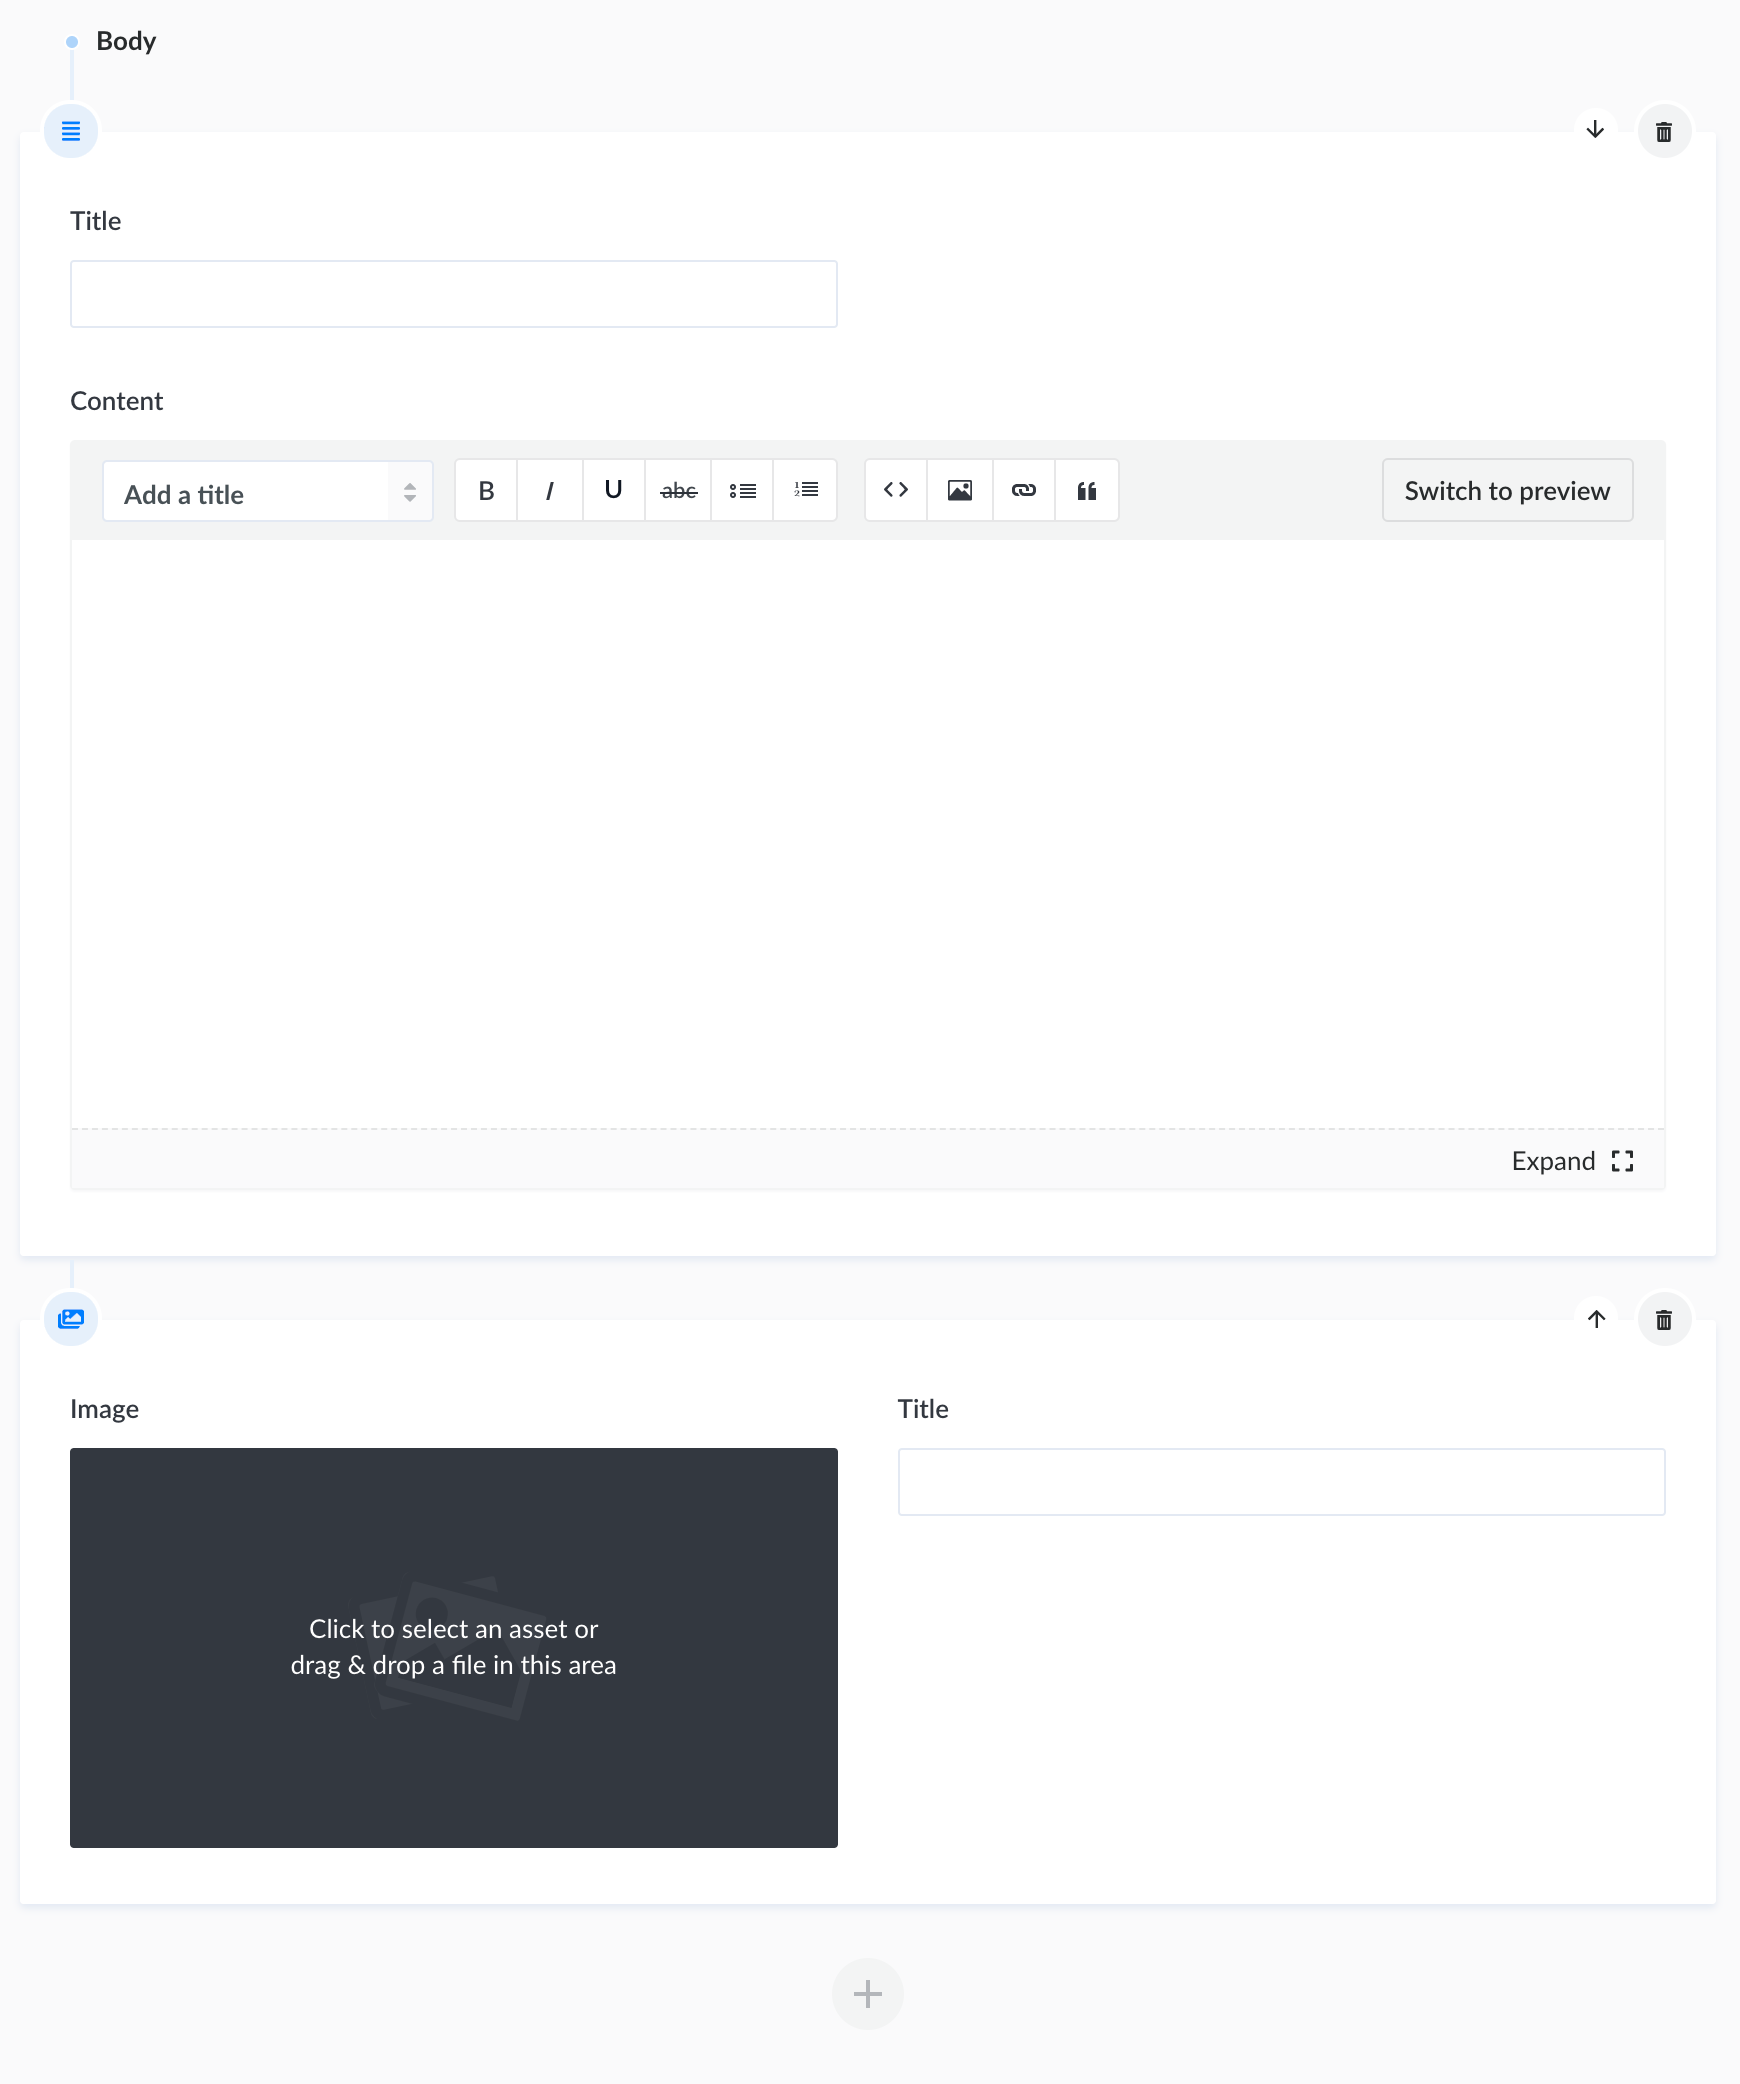 Body
Title
Content
Add a title
B I U abc
Switch to preview
Expand
Image
Title
Click to select an asset or
drag & drop a file in this area